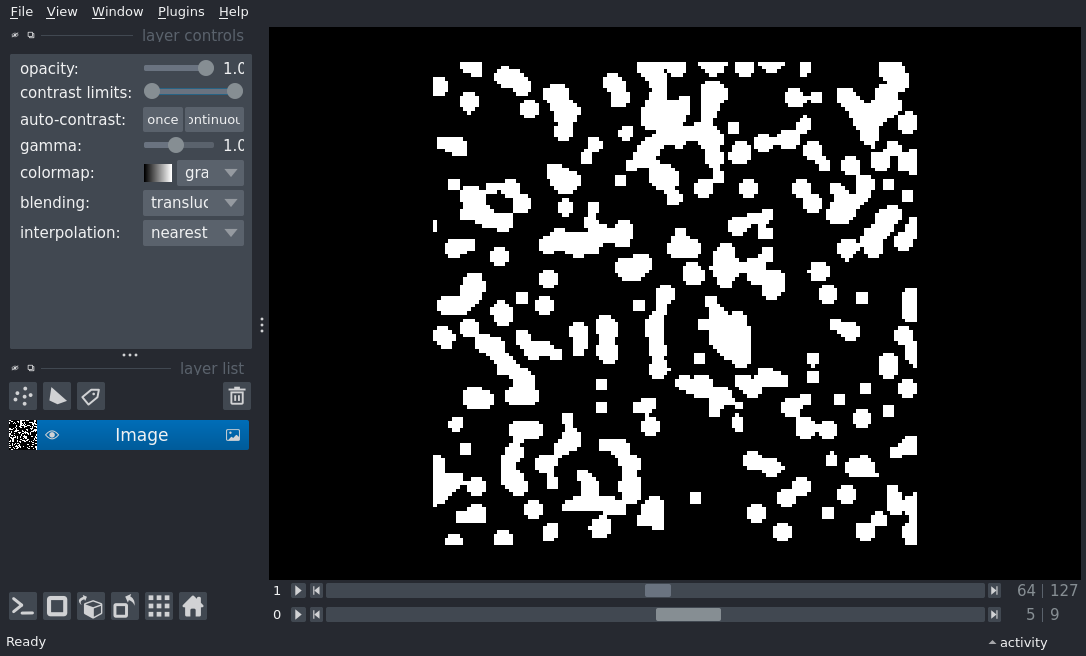 File View Window Plugins Help
layer controls
opacity: 1.0
contrast limits:
auto-contrast: once ontinuou
gamma: 1.0
colormap: gra
blending: transluc
interpolation: nearest
layer list
Image
1 64 | 127
0 5 | 9
Ready activity